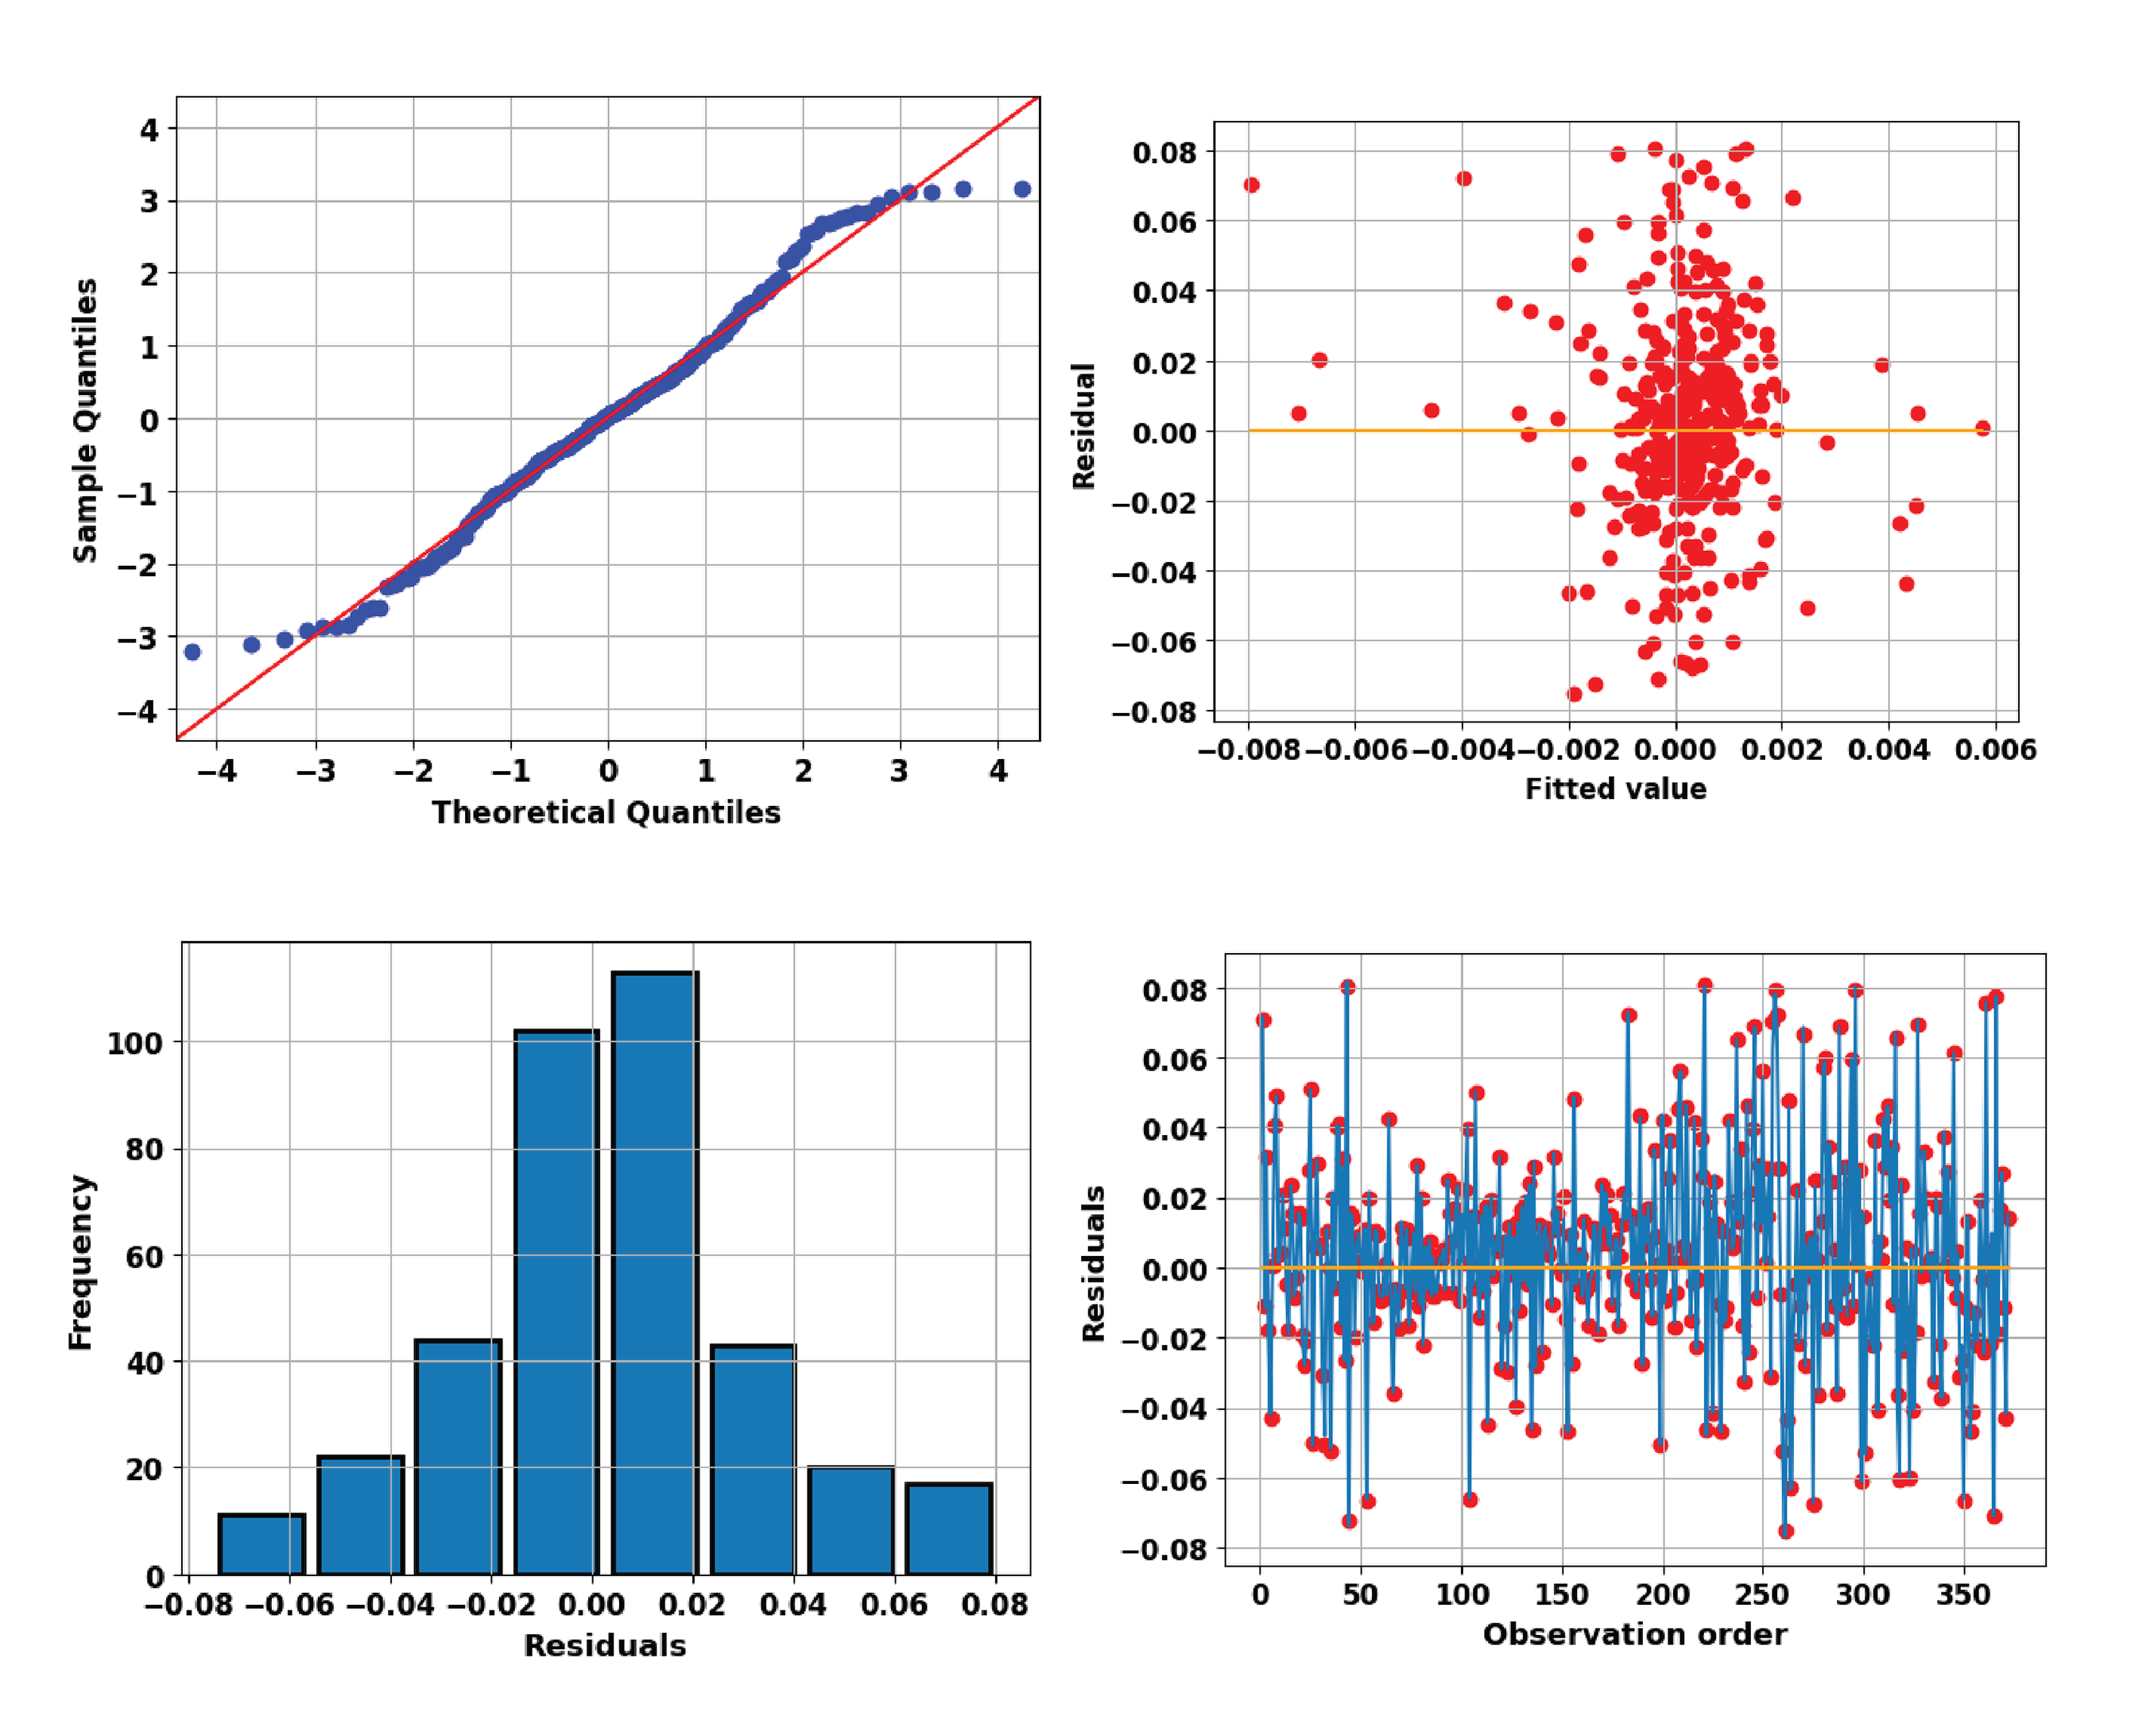 4
3
2
1
0
−1
−2
−3
−4
Sample Quantiles
−4 −3 −2 −1 0 1 2 3 4
Theoretical Quantiles
0.08
0.06
0.04
0.02
0.00
−0.02
−0.04
−0.06
−0.08
Residual
−0.008 −0.006 −0.004 −0.002 0.000 0.002 0.004 0.006
Fitted value
100
80
60
40
20
0
Frequency
−0.08 −0.06 −0.04 −0.02 0.00 0.02 0.04 0.06 0.08
Residuals
0.08
0.06
0.04
0.02
0.00
−0.02
−0.04
−0.06
−0.08
Residuals
0 50 100 150 200 250 300 350
Observation order